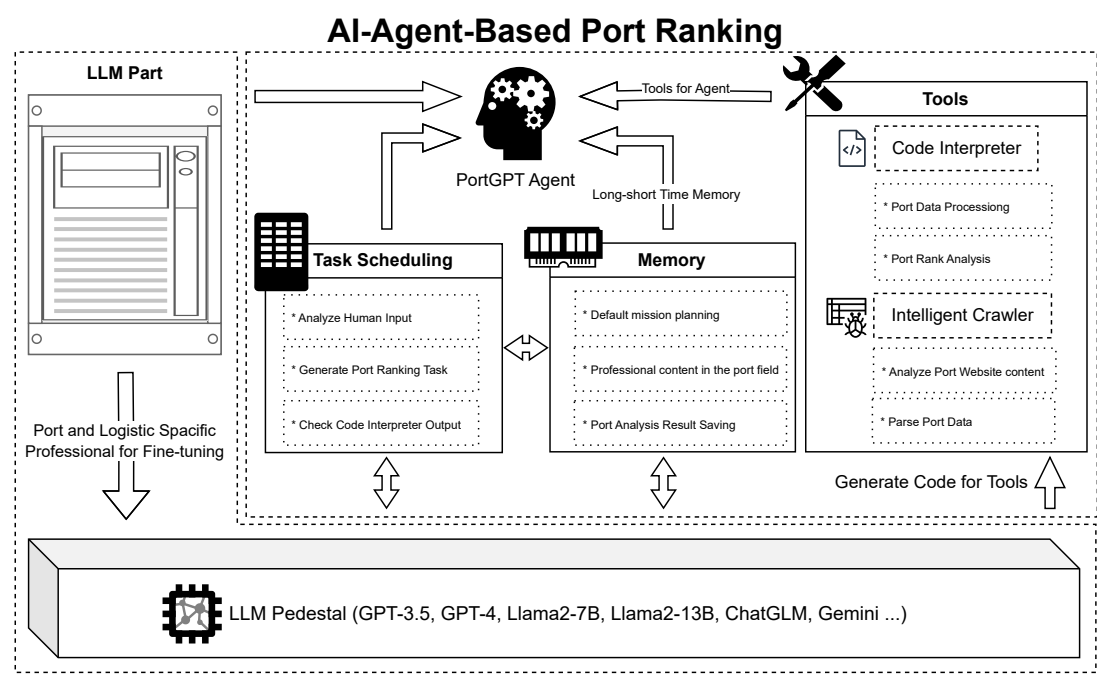 AI-Agent-Based Port Ranking
LLM Part
Port and Logistic Spacific
Professional for Fine-tuning
PortGPT Agent
Tools for Agent
Long-short Time Memory
Task Scheduling
* Analyze Human Input
* Generate Port Ranking Task
* Check Code Interpreter Output
Memory
* Default mission planning
* Professional content in the port field
* Port Analysis Result Saving
Tools
</>
Code Interpreter
* Port Data Processiong
* Port Rank Analysis
Intelligent Crawler
* Analyze Port Website content
* Parse Port Data
Generate Code for Tools
LLM Pedestal (GPT-3.5, GPT-4, Llama2-7B, Llama2-13B, ChatGLM, Gemini ...)